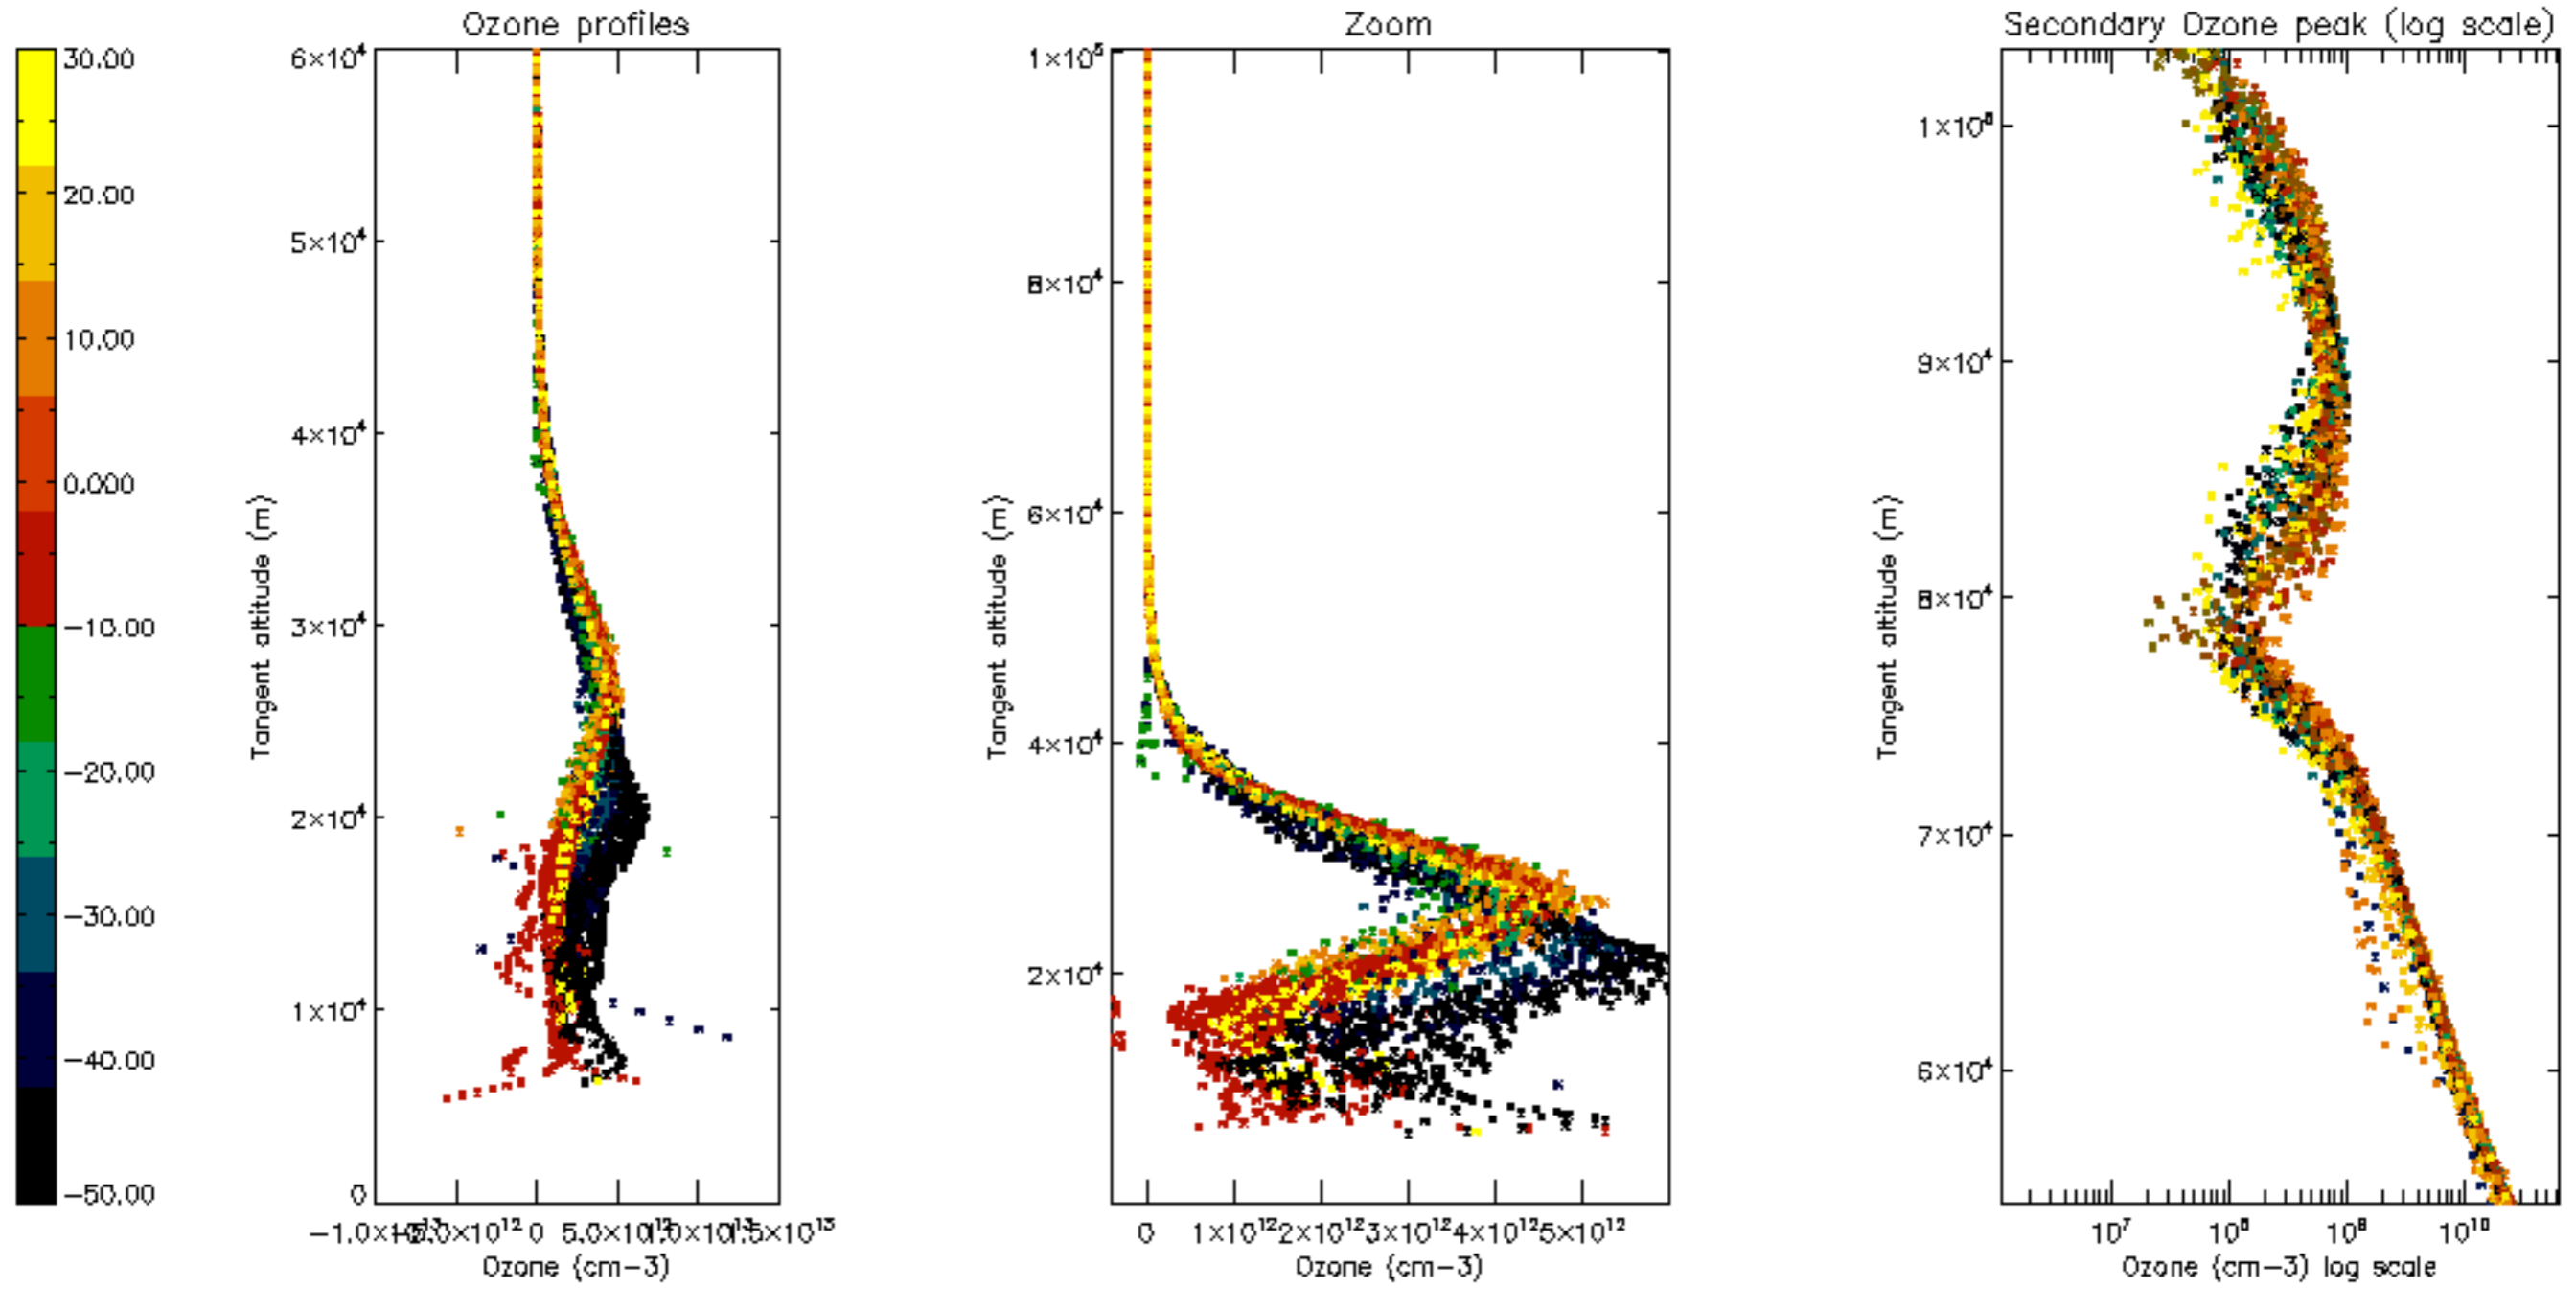 Ozone profiles
Zoom
Secondary Ozone peak (log scale)
30.00
20.00
10.00
0.000
−10.00
−20.00
−30.00
−40.00
−50.00
6×10⁴
5×10⁴
4×10⁴
3×10⁴
2×10⁴
1×10⁴
0
Tangent altitude (m)
0
Ozone (cm−3)
1×10⁵
8×10⁴
6×10⁴
4×10⁴
2×10⁴
Tangent altitude (m)
0 1×10¹² 2×10¹² 3×10¹² 4×10¹² 5×10¹²
Ozone (cm−3)
1×10⁵
9×10⁴
8×10⁴
7×10⁴
6×10⁴
Tangent altitude (m)
10⁷ 10⁸ 10⁹ 10¹⁰
Ozone (cm−3) log scale